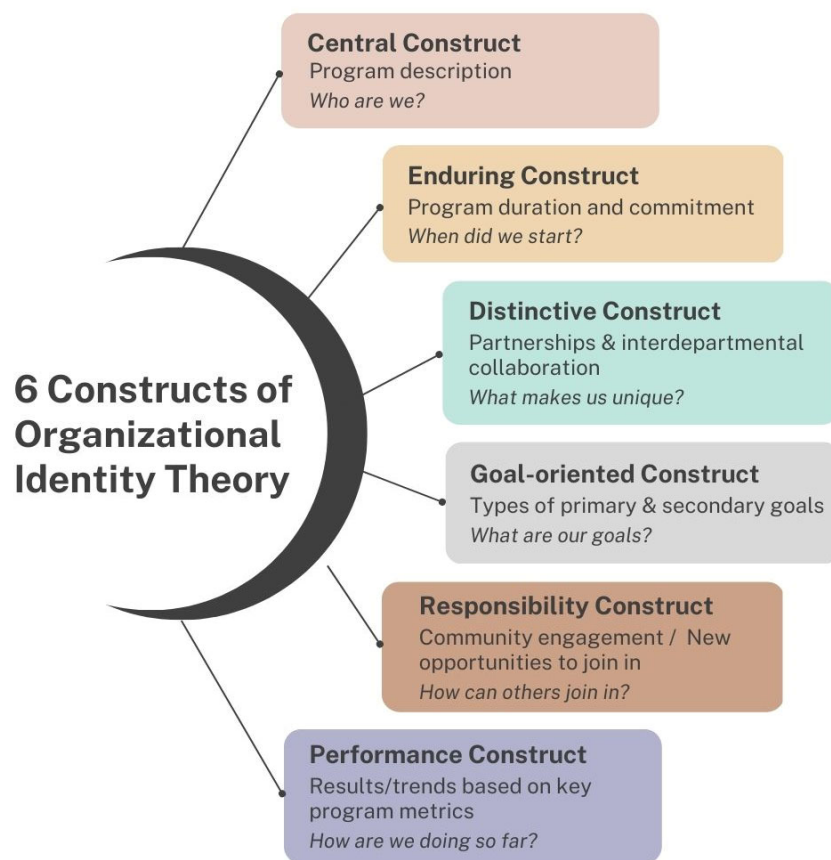 Central Construct
Program description
Who are we?
Enduring Construct
Program duration and commitment
When did we start?
Distinctive Construct
Partnerships & interdepartmental
collaboration
What makes us unique?
6 Constructs of
Organizational
Identity Theory
Goal-oriented Construct
Types of primary & secondary goals
What are our goals?
Responsibility Construct
Community engagement / New
opportunities to join in
How can others join in?
Performance Construct
Results/trends based on key
program metrics
How are we doing so far?